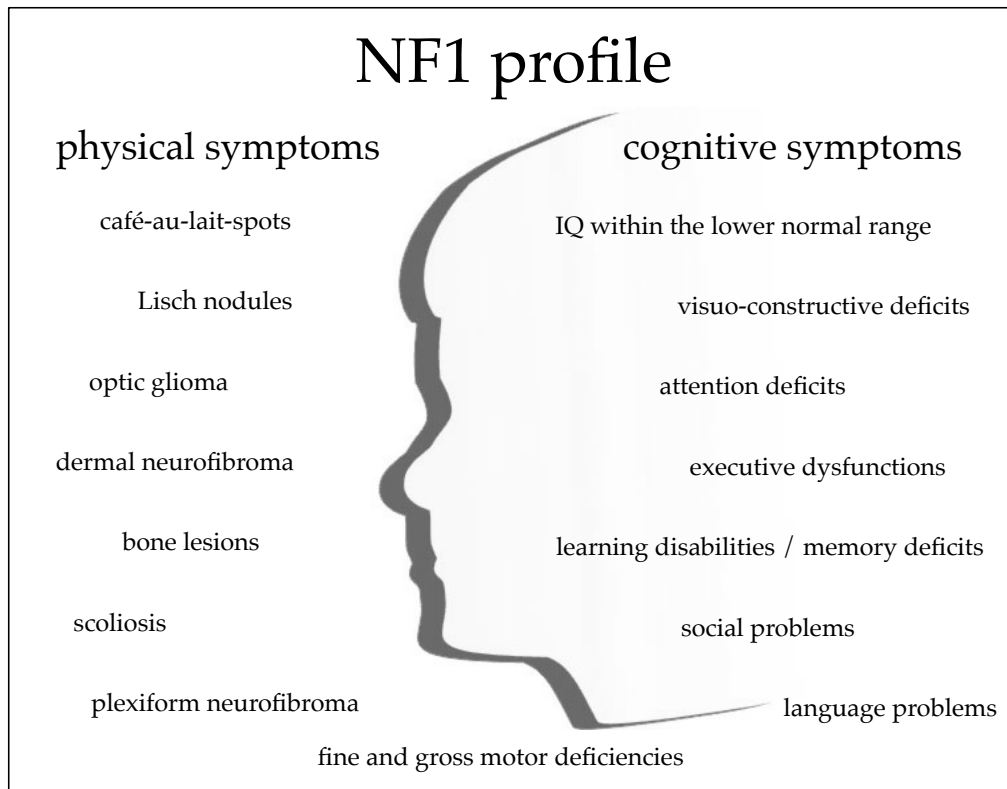 NF1 profile
physical symptoms
café-au-lait-spots
Lisch nodules
optic glioma
dermal neurofibroma
bone lesions
scoliosis
plexiform neurofibroma
cognitive symptoms
IQ within the lower normal range
visuo-constructive deficits
attention deficits
executive dysfunctions
learning disabilities / memory deficits
social problems
language problems
fine and gross motor deficiencies